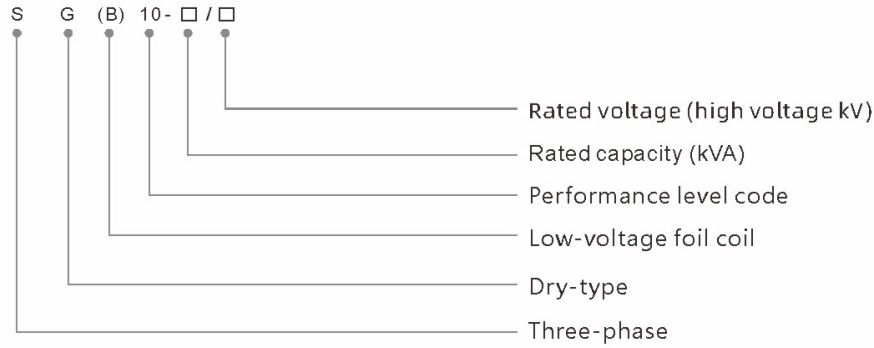 S G (B) 10 - □ / □
Rated voltage (high voltage kV)
Rated capacity (kVA)
Performance level code
Low-voltage foil coil
Dry-type
Three-phase